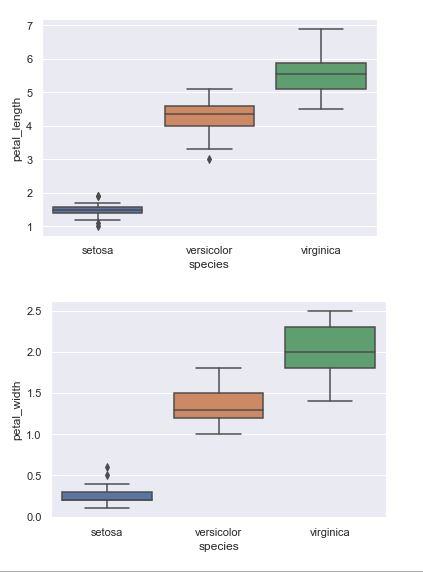 7
6
5
4
3
2
1
petal_length
setosa versicolor virginica
species
2.5
2.0
1.5
1.0
0.5
0.0
petal_width
setosa versicolor virginica
species